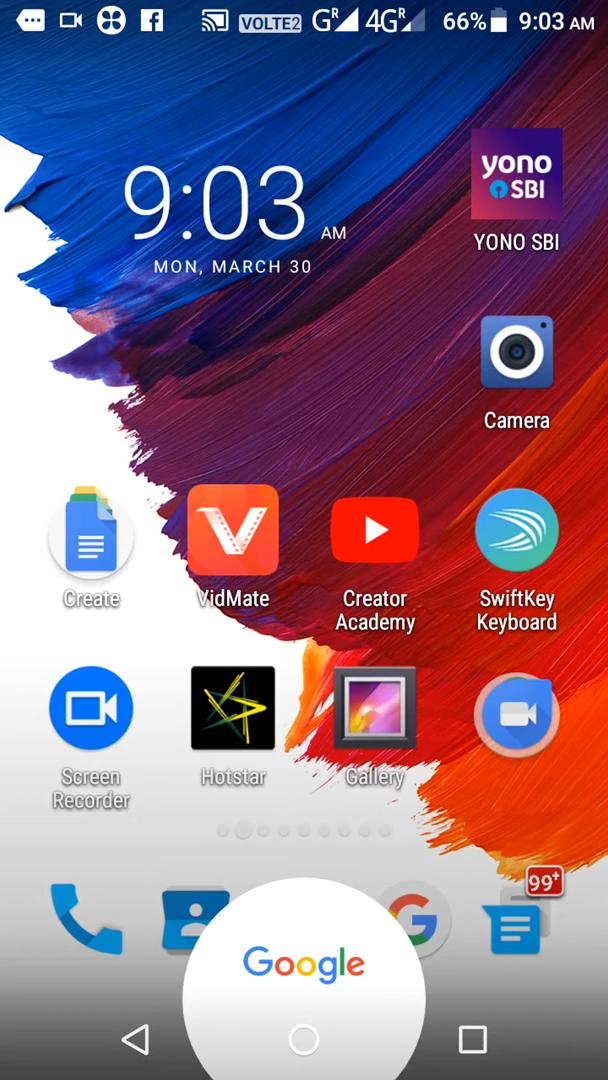 VOLTE2 G R 4G R 66% 9:03 AM
9:03 AM
MON, MARCH 30
yono
SBI
YONO SBI
Camera
Create
VidMate
Creator
Academy
SwiftKey
Keyboard
Screen
Recorder
Hotstar
Gallery
99+
Google